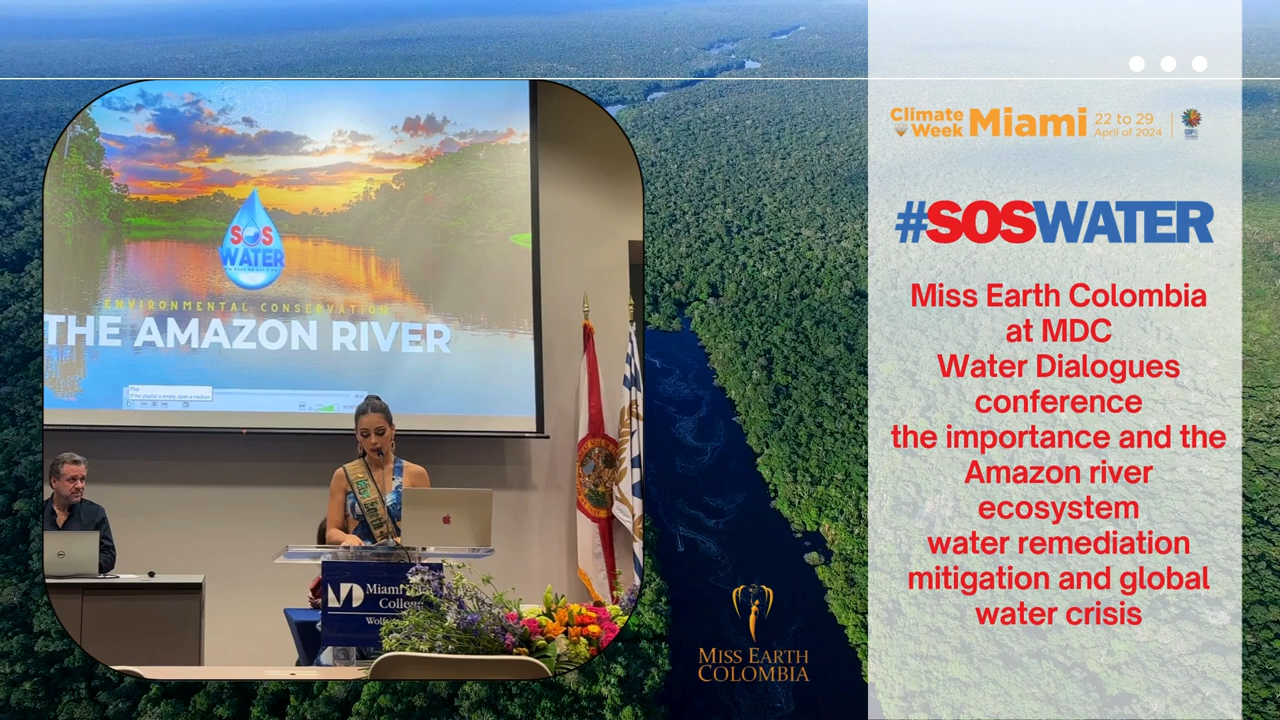 SOS
WATER
ENVIRONMENTAL CONSERVATION
THE AMAZON RIVER
Miami
College
Climate
Week
Miami
22 to 29
April of 2024
#SOSWATER
Miss Earth Colombia
at MDC
Water Dialogues
conference
the importance and the
Amazon river
ecosystem
water remediation
mitigation and global
water crisis
MISS EARTH
COLOMBIA